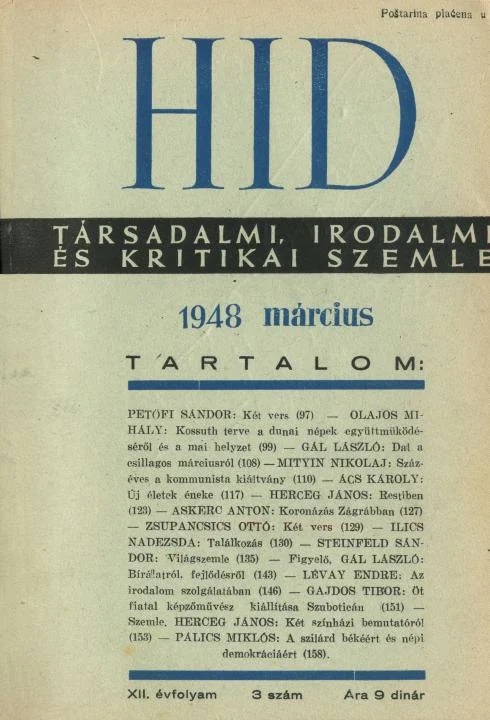 Poštarina plaćena u
HID
TÁRSADALMI, IRODALMI
ÉS KRITIKAI SZEMLE
1948 március
TARTALOM:
PETŐFI SÁNDOR: Két vers (97) — OLAJOS MI-
HÁLY: Kossuth terve a dunai népek együttmüködé-
séről és a mai helyzet (99) — GÁL LÁSZLÓ: Dal a
csillagos márciusról (108) — MITYIN NIKOLAJ: Száz-
éves a kommunista kiáltvány (110) — ÁCS KÁROLY:
Új életek éneke (117) — HERCEG JÁNOS: Restiben
(123) — ASKERC ANTON: Koronázás Zágrábban (127)
— ZSUPANCSICS OTTÓ: Két vers (129) — ILICS
NADEZSDA: Találkozás (130) — STEINFELD SÁN-
DOR: Világszemle (135) — Figyelő, GÁL LÁSZLÓ:
Bírálatról, fejlődésről (143) — LÉVAY ENDRE: Az
irodalom szolgálatában (146) — GAJDOS TIBOR: Öt
fiatal képzőművész kiállítása Szuboticán (151) —
Szemle, HERCEG JÁNOS: Két színházi bemutatóról
(153) — PÁLICS MIKLÓS: A szilárd békéért és népi
demokráciáért (158).
XII. évfolyam 3 szám Ára 9 dinár